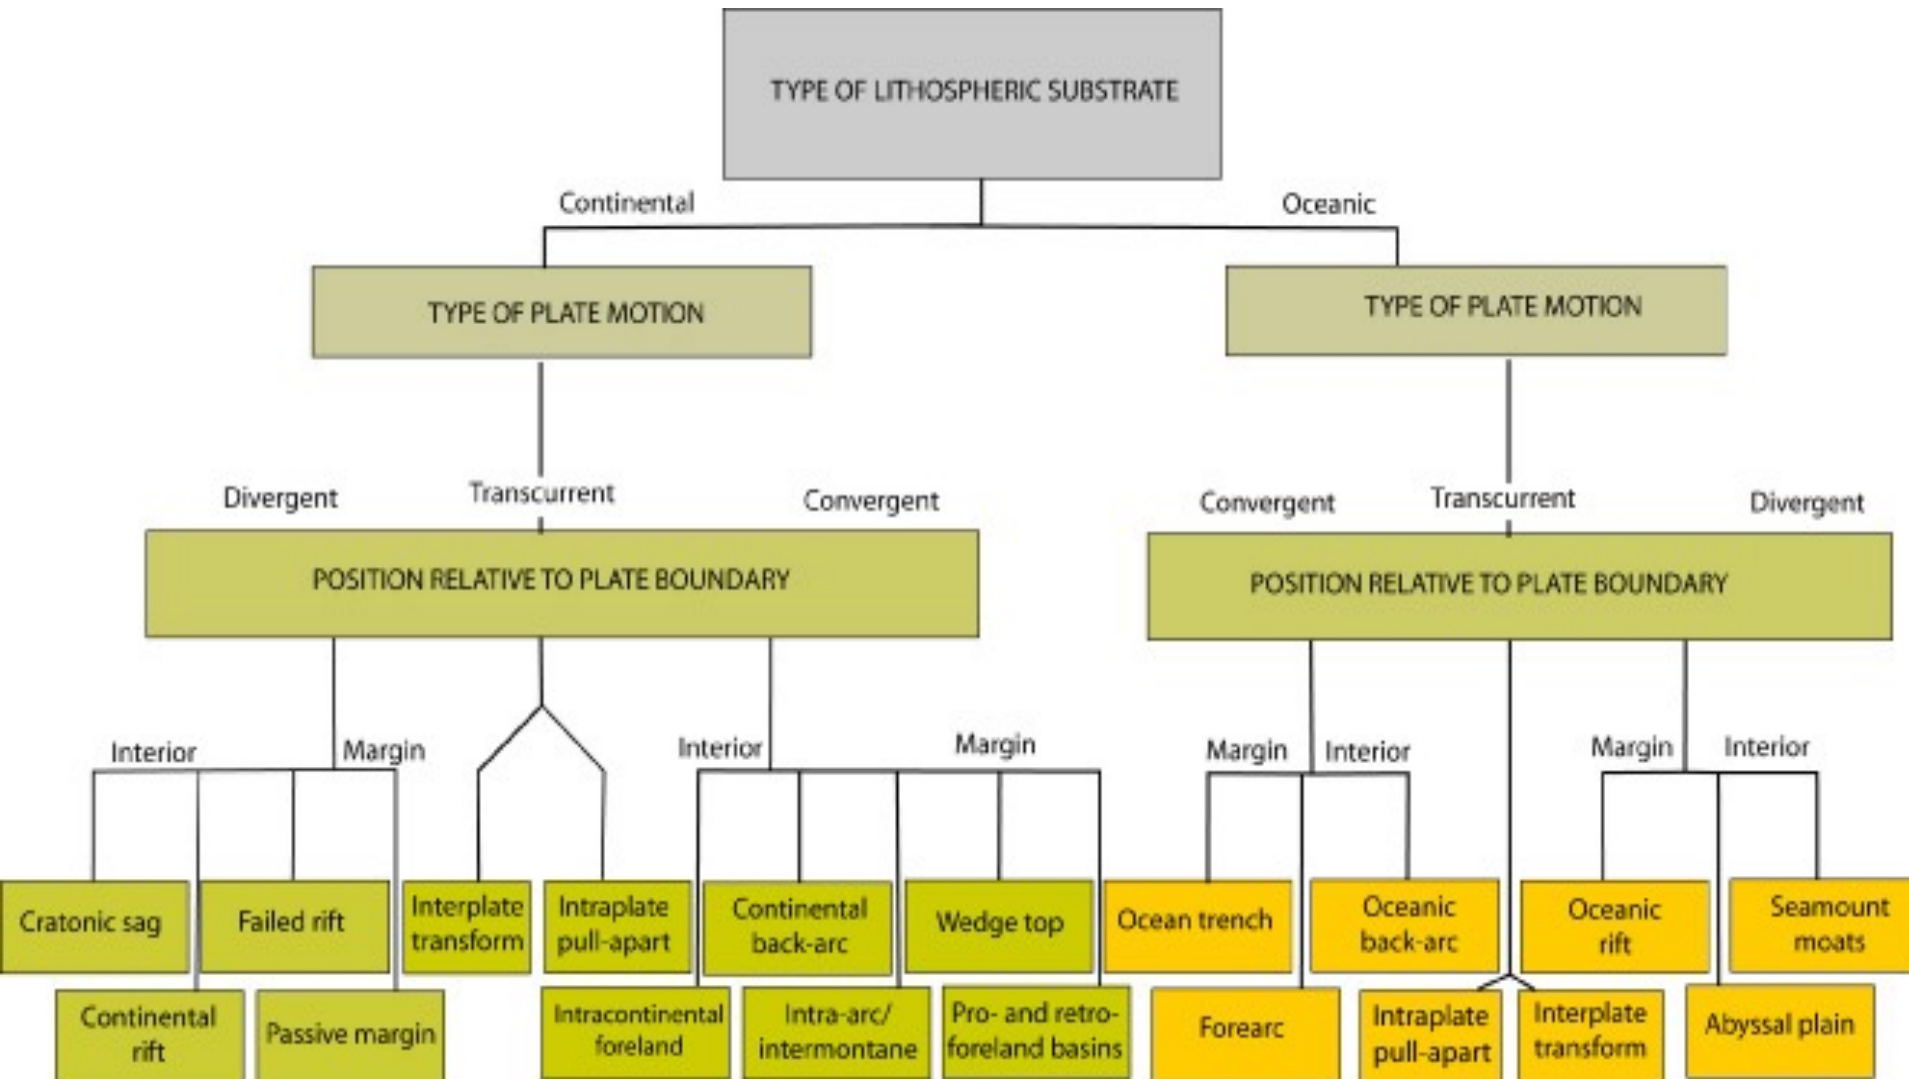 TYPE OF LITHOSPHERIC SUBSTRATE
Continental
Oceanic
TYPE OF PLATE MOTION
TYPE OF PLATE MOTION
Divergent
Transcurrent
Convergent
Convergent
Transcurrent
Divergent
POSITION RELATIVE TO PLATE BOUNDARY
POSITION RELATIVE TO PLATE BOUNDARY
Interior
Margin
Interior
Margin
Margin
Interior
Margin
Interior
Cratonic sag
Failed rift
Interplate
transform
Intraplate
pull-apart
Continental
back-arc
Wedge top
Ocean trench
Oceanic
back-arc
Oceanic
rift
Seamount
moats
Continental
rift
Passive margin
Intracontinental
foreland
Intra-arc/
intermontane
Pro- and retro-
foreland basins
Forearc
Intraplate
pull-apart
Interplate
transform
Abyssal plain